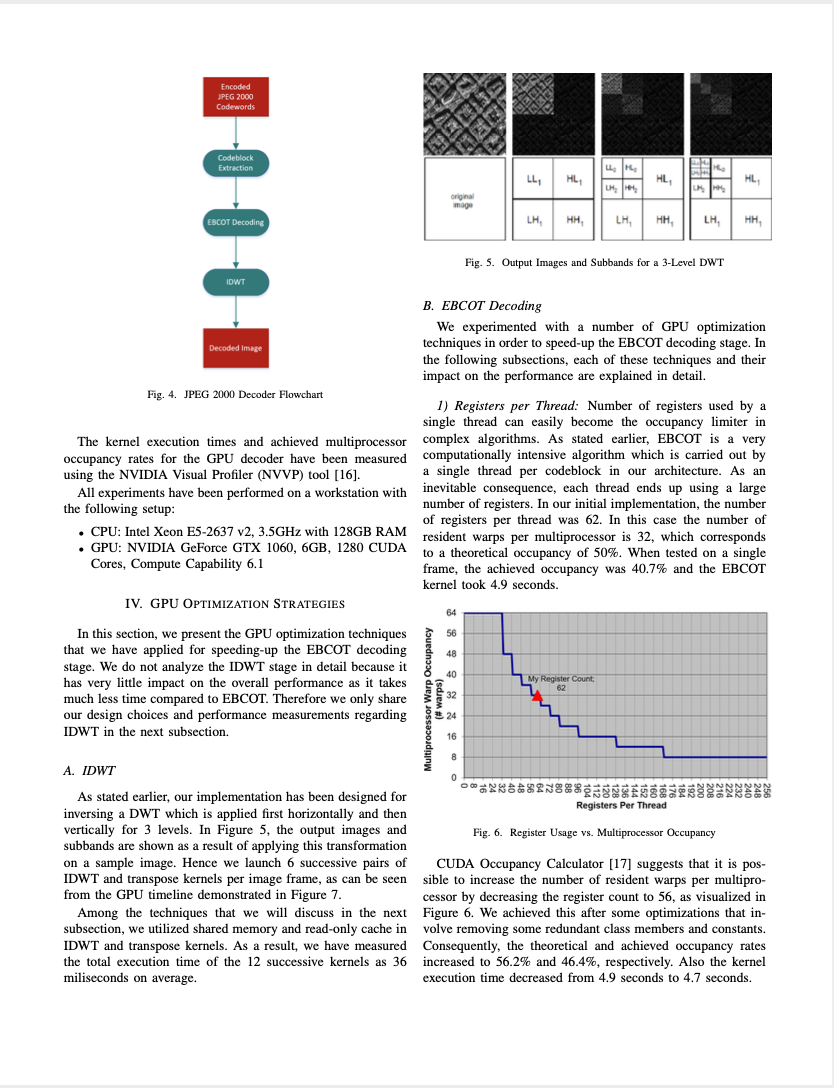 Encoded
JPEG 2000
Codewords
Codeblock
Extraction
EBCOT Decoding
IDWT
Decoded Image
Fig. 4. JPEG 2000 Decoder Flowchart
The kernel execution times and achieved multiprocessor
occupancy rates for the GPU decoder have been measured
using the NVIDIA Visual Profiler (NVVP) tool [16].
All experiments have been performed on a workstation with
the following setup:
• CPU: Intel Xeon E5-2637 v2, 3.5GHz with 128GB RAM
• GPU: NVIDIA GeForce GTX 1060, 6GB, 1280 CUDA
Cores, Compute Capability 6.1
IV. GPU OPTIMIZATION STRATEGIES
In this section, we present the GPU optimization techniques
that we have applied for speeding-up the EBCOT decoding
stage. We do not analyze the IDWT stage in detail because it
has very little impact on the overall performance as it takes
much less time compared to EBCOT. Therefore we only share
our design choices and performance measurements regarding
IDWT in the next subsection.
A. IDWT
As stated earlier, our implementation has been designed for
inversing a DWT which is applied first horizontally and then
vertically for 3 levels. In Figure 5, the output images and
subbands are shown as a result of applying this transformation
on a sample image. Hence we launch 6 successive pairs of
IDWT and transpose kernels per image frame, as can be seen
from the GPU timeline demonstrated in Figure 7.
Among the techniques that we will discuss in the next
subsection, we utilized shared memory and read-only cache in
IDWT and transpose kernels. As a result, we have measured
the total execution time of the 12 successive kernels as 36
miliseconds on average.
original
image
LL1 HL1
LH1 HH1
LL2 HL2 HL1
LH2 HH2
LH1 HH1
HL2 HL1
LH2 HH2
LH1 HH1
Fig. 5. Output Images and Subbands for a 3-Level DWT
B. EBCOT Decoding
We experimented with a number of GPU optimization
techniques in order to speed-up the EBCOT decoding stage. In
the following subsections, each of these techniques and their
impact on the performance are explained in detail.
1) Registers per Thread: Number of registers used by a
single thread can easily become the occupancy limiter in
complex algorithms. As stated earlier, EBCOT is a very
computationally intensive algorithm which is carried out by
a single thread per codeblock in our architecture. As an
inevitable consequence, each thread ends up using a large
number of registers. In our initial implementation, the number
of registers per thread was 62. In this case the number of
resident warps per multiprocessor is 32, which corresponds
to a theoretical occupancy of 50%. When tested on a single
frame, the achieved occupancy was 40.7% and the EBCOT
kernel took 4.9 seconds.
Multiprocessor Warp Occupancy
(# warps)
64
56
48
40
32
24
16
8
0
My Register Count;
62
0 8 16 24 32 40 48 56 64 72 80 88 96 104 112 120 128 136 144 152 160 168 176 184 192 200 208 216 224 232 240 248 256
Registers Per Thread
Fig. 6. Register Usage vs. Multiprocessor Occupancy
CUDA Occupancy Calculator [17] suggests that it is pos-
sible to increase the number of resident warps per multipro-
cessor by decreasing the register count to 56, as visualized in
Figure 6. We achieved this after some optimizations that in-
volve removing some redundant class members and constants.
Consequently, the theoretical and achieved occupancy rates
increased to 56.2% and 46.4%, respectively. Also the kernel
execution time decreased from 4.9 seconds to 4.7 seconds.